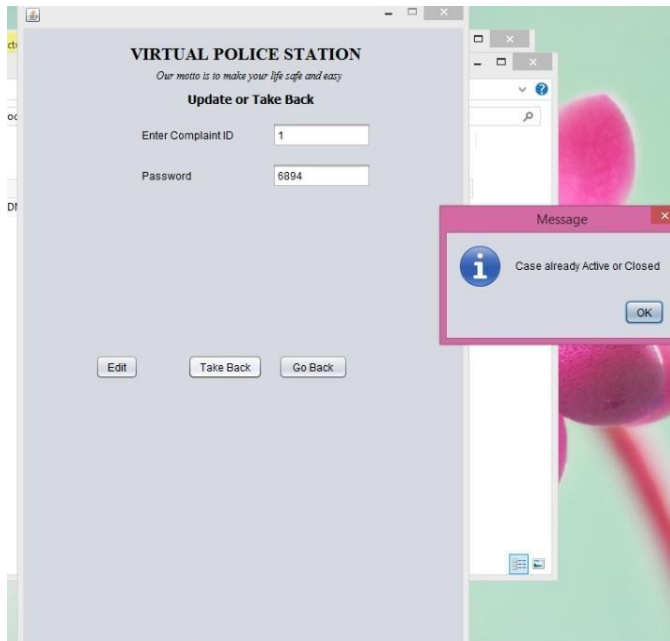 VIRTUAL POLICE STATION
Our motto is to make your life safe and easy
Update or Take Back
Enter Complaint ID 1
Password 6894
Edit Take Back Go Back
Message
Case already Active or Closed
OK